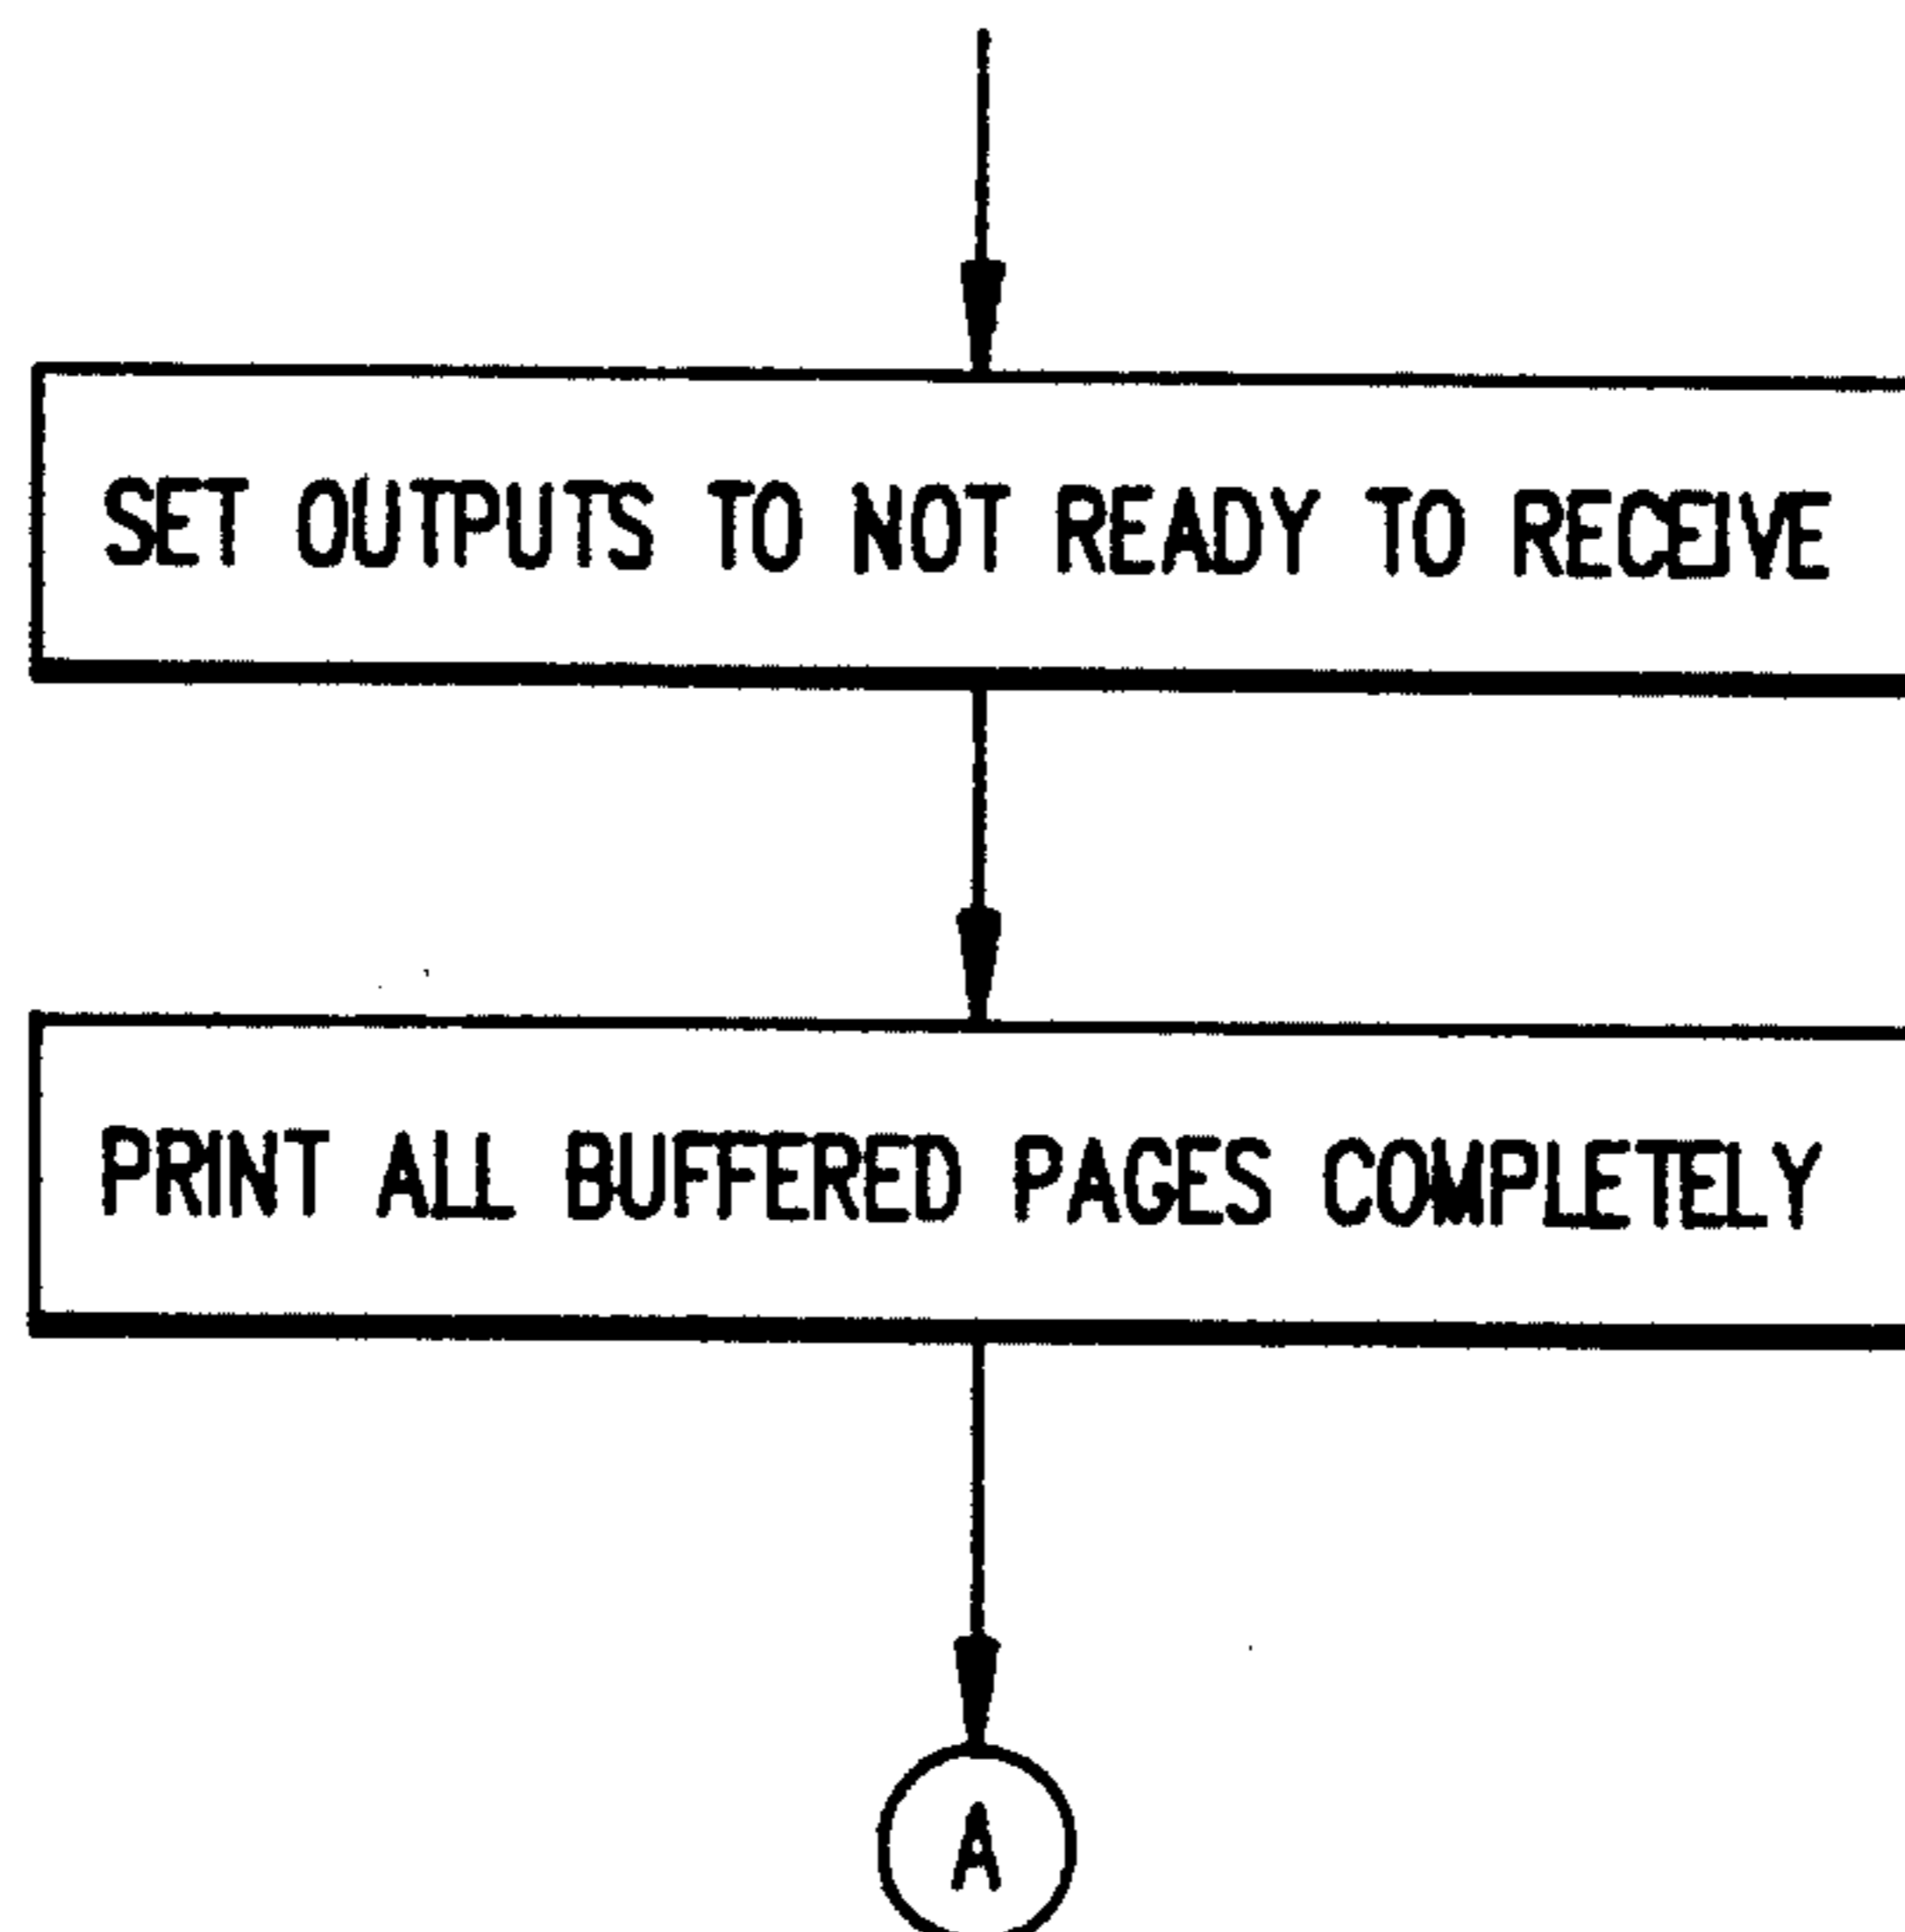 SET OUTPUTS TO NOT READY TO RECEIVE
PRINT ALL BUFFERED PAGES COMPLETELY
A